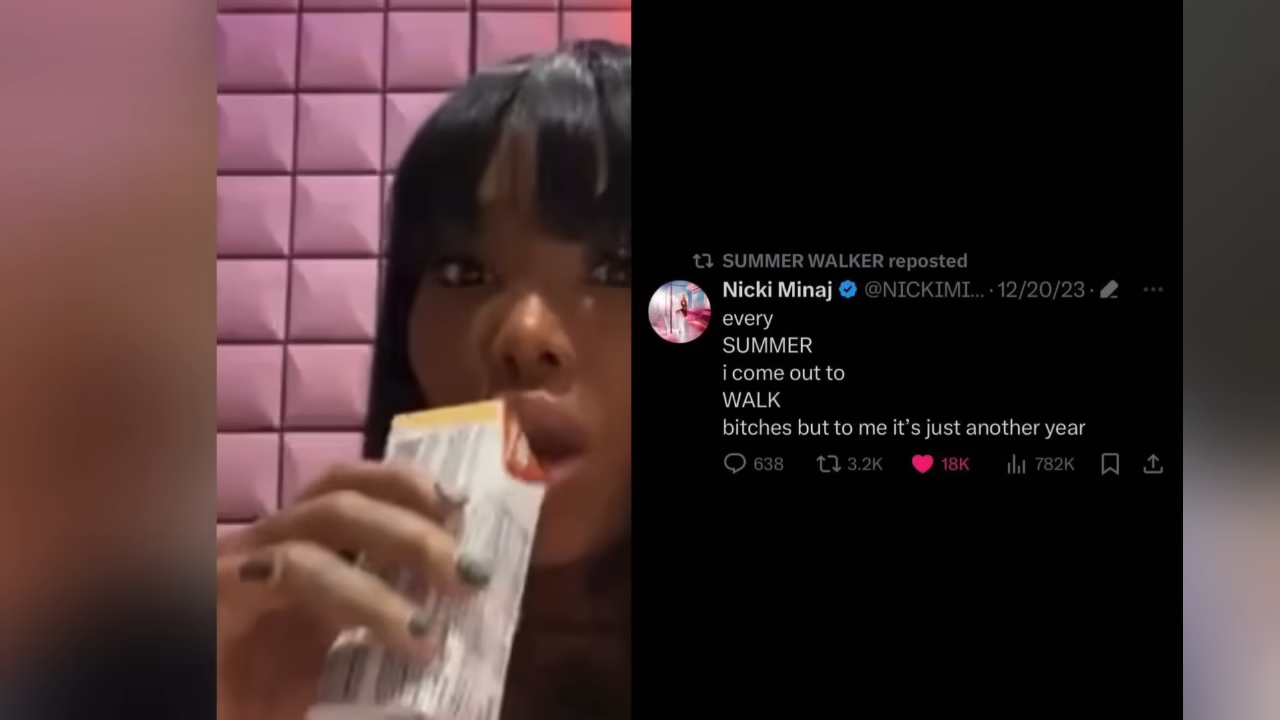 SUMMER WALKER reposted
Nicki Minaj @NICKIMI... · 12/20/23 ·
every
SUMMER
i come out to
WALK
bitches but to me it’s just another year
638 3.2K 18K 782K